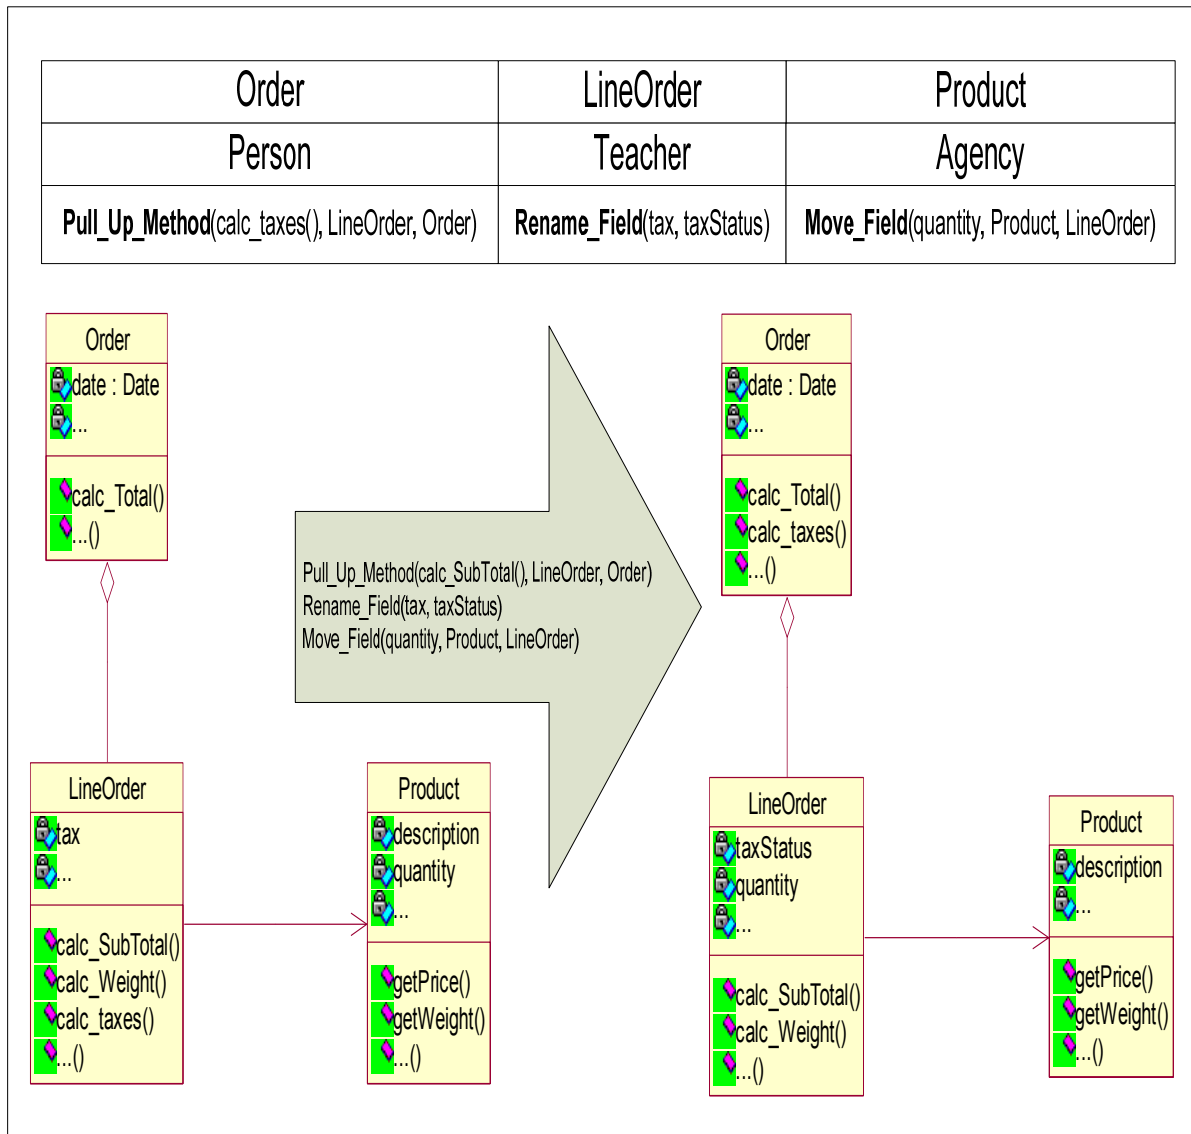 Order LineOrder Product
Person Teacher Agency
Pull_Up_Method(calc_taxes(), LineOrder, Order) Rename_Field(tax, taxStatus) Move_Field(quantity, Product, LineOrder)
Order
date : Date
...
calc_Total()
...()
Pull_Up_Method(calc_SubTotal(), LineOrder, Order)
Rename_Field(tax, taxStatus)
Move_Field(quantity, Product, LineOrder)
Order
date : Date
...
calc_Total()
calc_taxes()
...()
LineOrder
tax
...
calc_SubTotal()
calc_Weight()
calc_taxes()
...()
Product
description
quantity
...
getPrice()
getWeight()
...()
LineOrder
taxStatus
quantity
...
calc_SubTotal()
calc_Weight()
...()
Product
description
...
getPrice()
getWeight()
...()